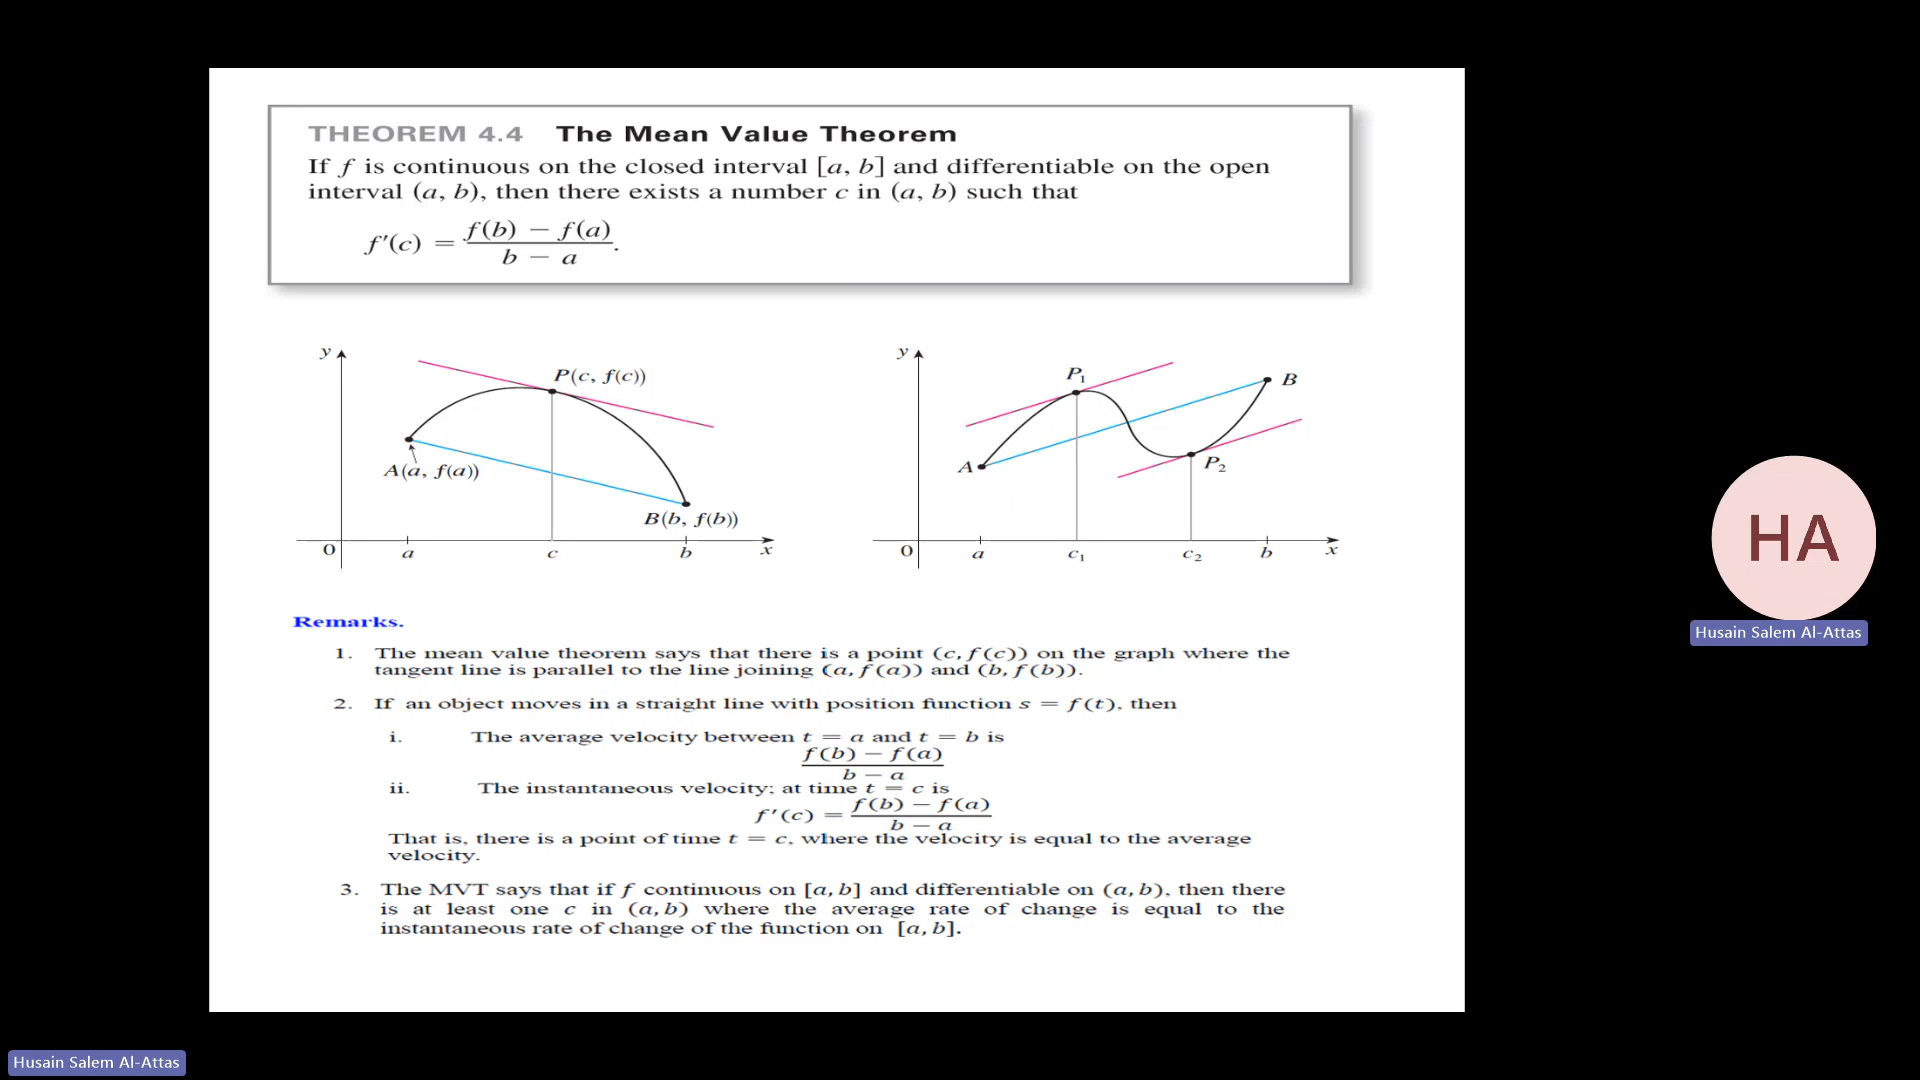 THEOREM 4.4 The Mean Value Theorem
If f is continuous on the closed interval [a, b] and differentiable on the open
interval (a, b), then there exists a number c in (a, b) such that
f'(c) = f(b) − f(a) / b − a.
y
P(c, f(c))
A(a, f(a))
B(b, f(b))
0 a c b x
y
P₁
B
A
P₂
0 a c₁ c₂ b x
Remarks.
1. The mean value theorem says that there is a point (c, f(c)) on the graph where the
tangent line is parallel to the line joining (a, f(a)) and (b, f(b)).
2. If an object moves in a straight line with position function s = f(t), then
i. The average velocity between t = a and t = b is
f(b) − f(a) / b − a
ii. The instantaneous velocity; at time t = c is
f'(c) = f(b) − f(a) / b − a
That is, there is a point of time t = c, where the velocity is equal to the average
velocity.
3. The MVT says that if f continuous on [a, b] and differentiable on (a, b), then there
is at least one c in (a, b) where the average rate of change is equal to the
instantaneous rate of change of the function on [a, b].
HA
Husain Salem Al-Attas
Husain Salem Al-Attas